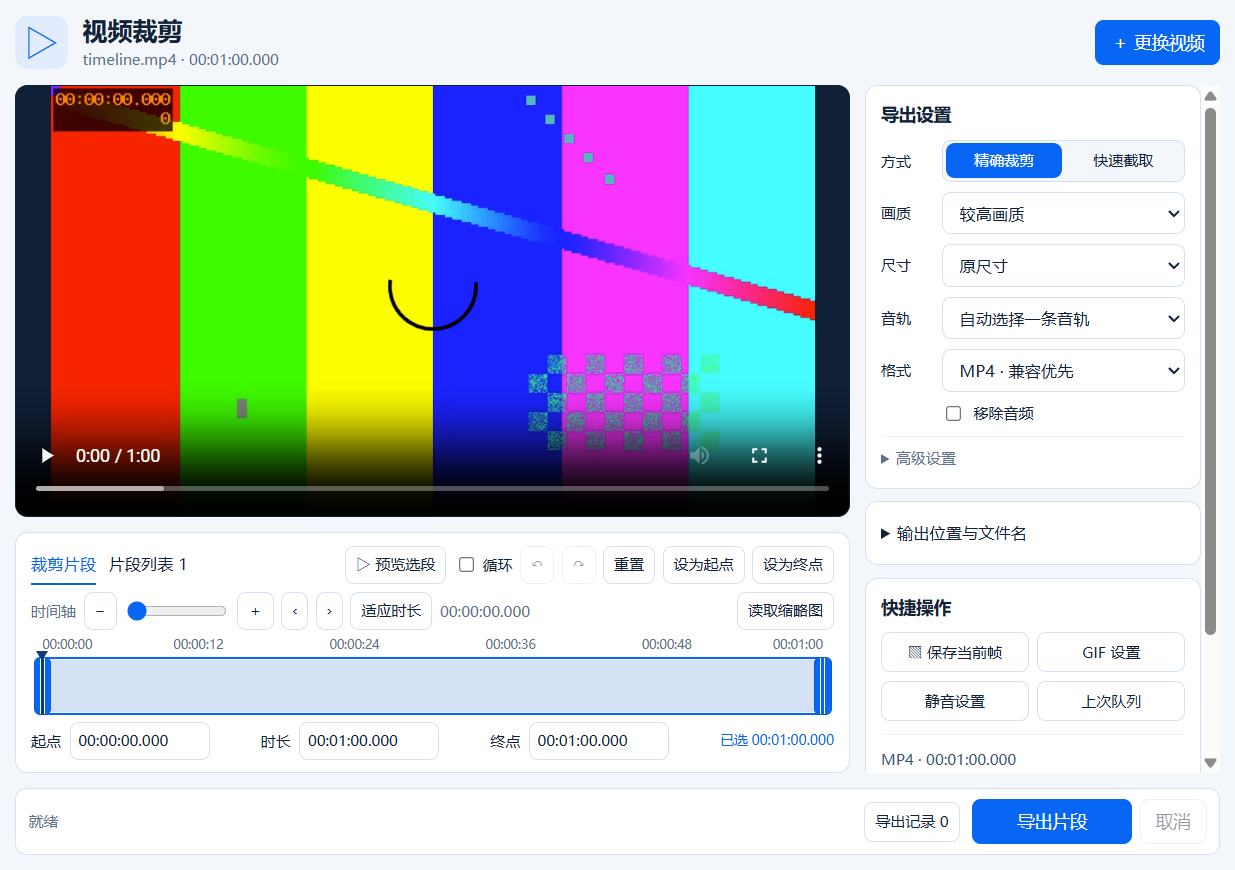 视频裁剪
timeline.mp4 · 00:01:00.000
+ 更换视频
00:00:00.000
0
0:00 / 1:00
导出设置
方式 精确裁剪 快速截取
画质 较高画质
尺寸 原尺寸
音轨 自动选择一条音轨
格式 MP4 · 兼容优先
移除音频
高级设置
输出位置与文件名
快捷操作
保存当前帧 GIF 设置
静音设置 上次队列
MP4 · 00:01:00.000
裁剪片段 片段列表 1 预览选段 循环 重置 设为起点 设为终点
时间轴 − + ‹ › 适应时长 00:00:00.000 读取缩略图
00:00:00 00:00:12 00:00:24 00:00:36 00:00:48 00:01:00
起点 00:00:00.000 时长 00:01:00.000 终点 00:01:00.000 已选 00:01:00.000
就绪 导出记录 0 导出片段 取消